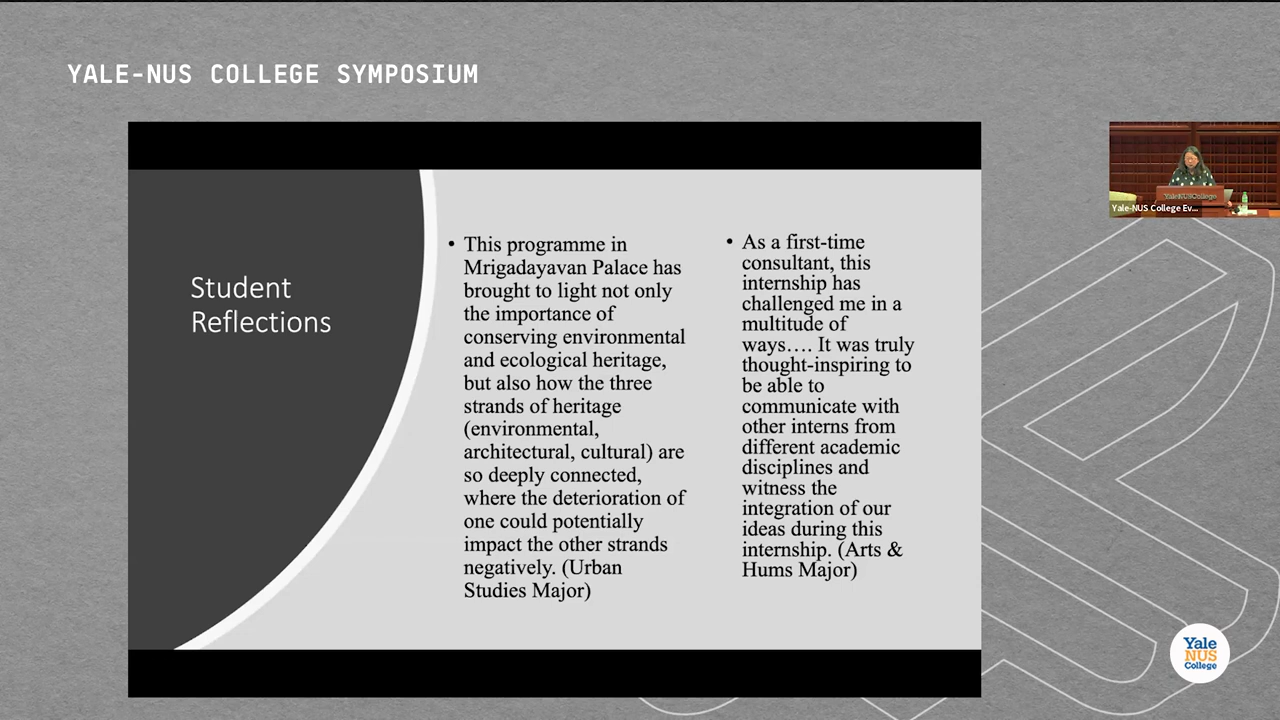 YALE-NUS COLLEGE SYMPOSIUM
Student
Reflections
• This programme in
Mrigadayavan Palace has
brought to light not only
the importance of
conserving environmental
and ecological heritage,
but also how the three
strands of heritage
(environmental,
architectural, cultural) are
so deeply connected,
where the deterioration of
one could potentially
impact the other strands
negatively. (Urban
Studies Major)
• As a first-time
consultant, this
internship has
challenged me in a
multitude of
ways…. It was truly
thought-inspiring to
be able to
communicate with
other interns from
different academic
disciplines and
witness the
integration of our
ideas during this
internship. (Arts &
Hums Major)
YaleNUSCollege
Yale-NUS College Ev...
Yale
NUS
College